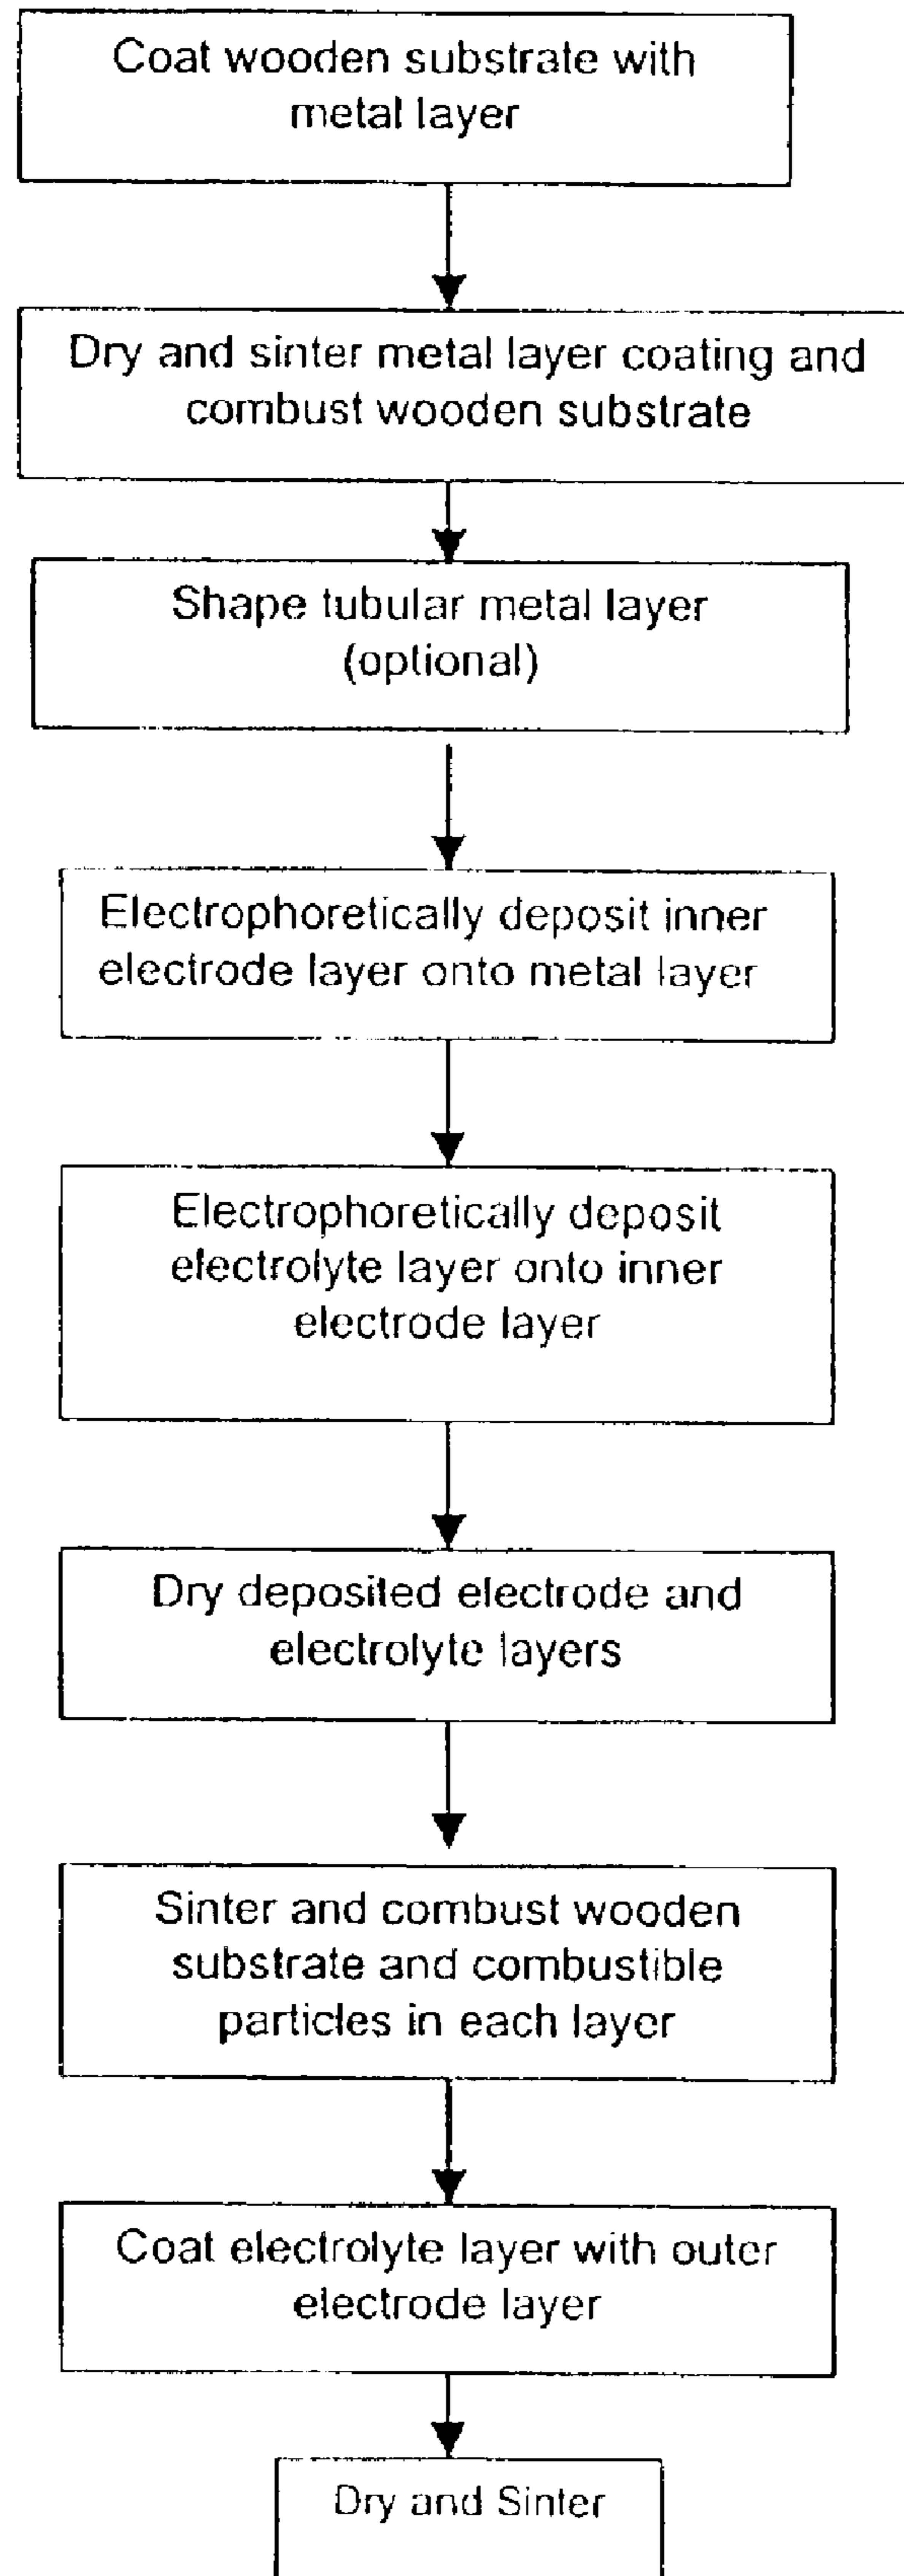 Coat wooden substrate with
metal layer
Dry and sinter metal layer coating and
combust wooden substrate
Shape tubular metal layer
(optional)
Electrophoretically deposit inner
electrode layer onto metal layer
Electrophoretically deposit
electrolyte layer onto inner
electrode layer
Dry deposited electrode and
electrolyte layers
Sinter and combust wooden
substrate and combustible
particles in each layer
Coat electrolyte layer with outer
electrode layer
Dry and Sinter